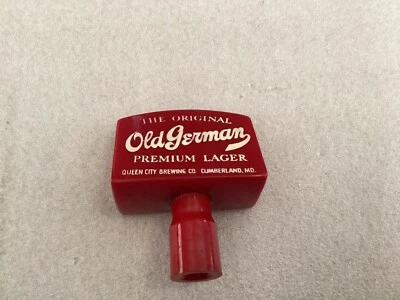 THE ORIGINAL
Old German
PREMIUM LAGER
QUEEN CITY BREWING CO. CUMBERLAND, MD.